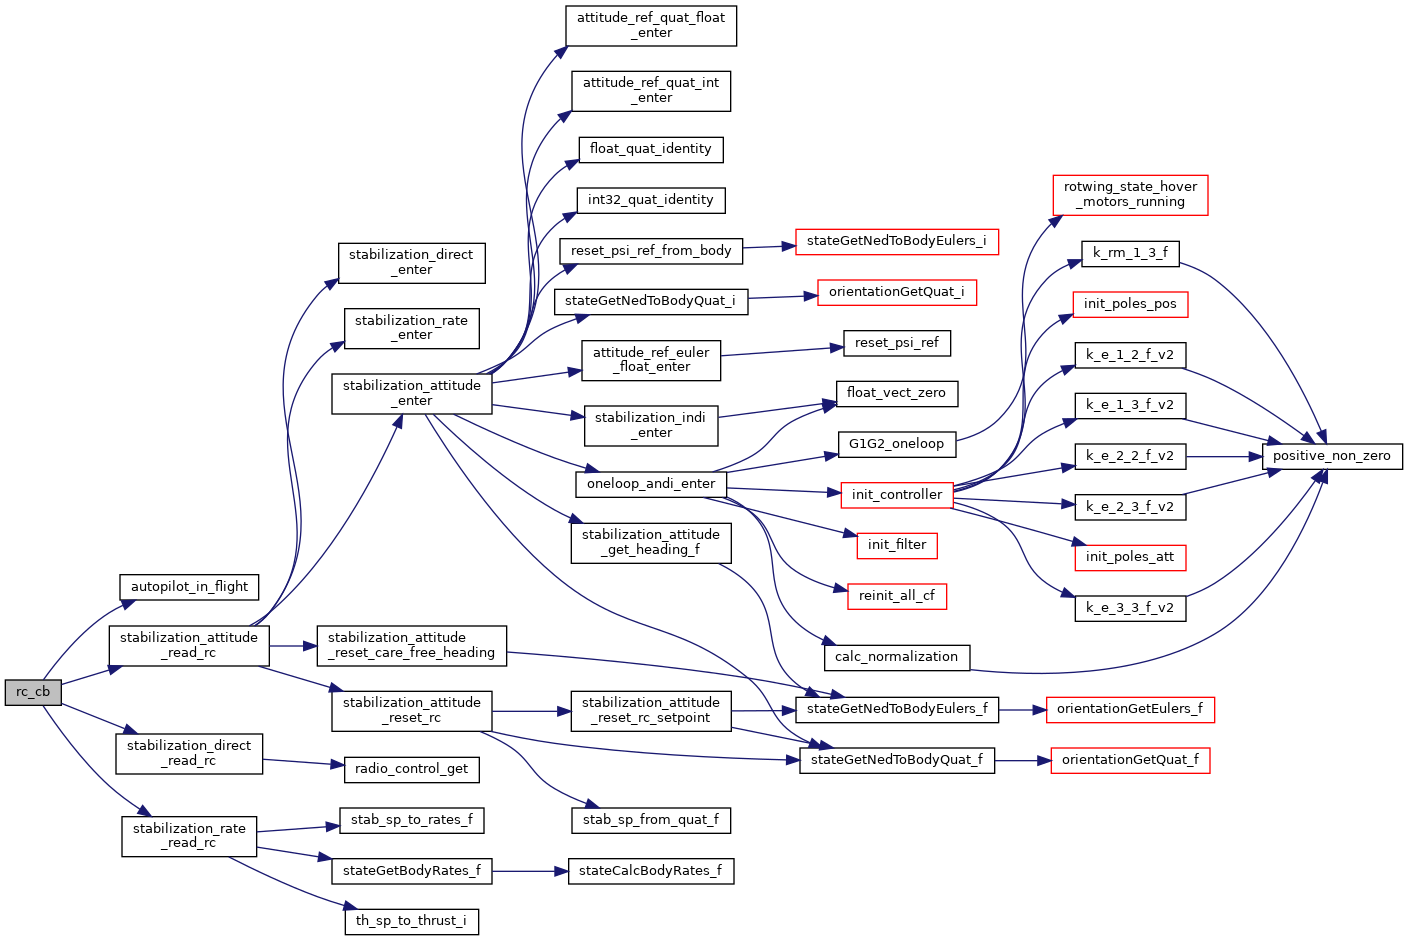 rc_cb
autopilot_in_flight
stabilization_attitude
_read_rc
stabilization_direct
_read_rc
stabilization_rate
_read_rc
stabilization_direct
_enter
stabilization_rate
_enter
stabilization_attitude
_enter
stabilization_attitude
_reset_care_free_heading
stabilization_attitude
_reset_rc
radio_control_get
stab_sp_to_rates_f
stateGetBodyRates_f
th_sp_to_thrust_i
attitude_ref_quat_float
_enter
attitude_ref_quat_int
_enter
float_quat_identity
int32_quat_identity
reset_psi_ref_from_body
stateGetNedToBodyQuat_i
attitude_ref_euler
_float_enter
stabilization_indi
_enter
oneloop_andi_enter
stabilization_attitude
_get_heading_f
stabilization_attitude
_reset_rc_setpoint
stab_sp_from_quat_f
stateCalcBodyRates_f
stateGetNedToBodyEulers_i
orientationGetQuat_i
reset_psi_ref
float_vect_zero
G1G2_oneloop
init_controller
init_filter
reinit_all_cf
calc_normalization
stateGetNedToBodyEulers_f
stateGetNedToBodyQuat_f
rotwing_state_hover
_motors_running
k_rm_1_3_f
init_poles_pos
k_e_1_2_f_v2
k_e_1_3_f_v2
k_e_2_2_f_v2
k_e_2_3_f_v2
init_poles_att
k_e_3_3_f_v2
orientationGetEulers_f
orientationGetQuat_f
positive_non_zero